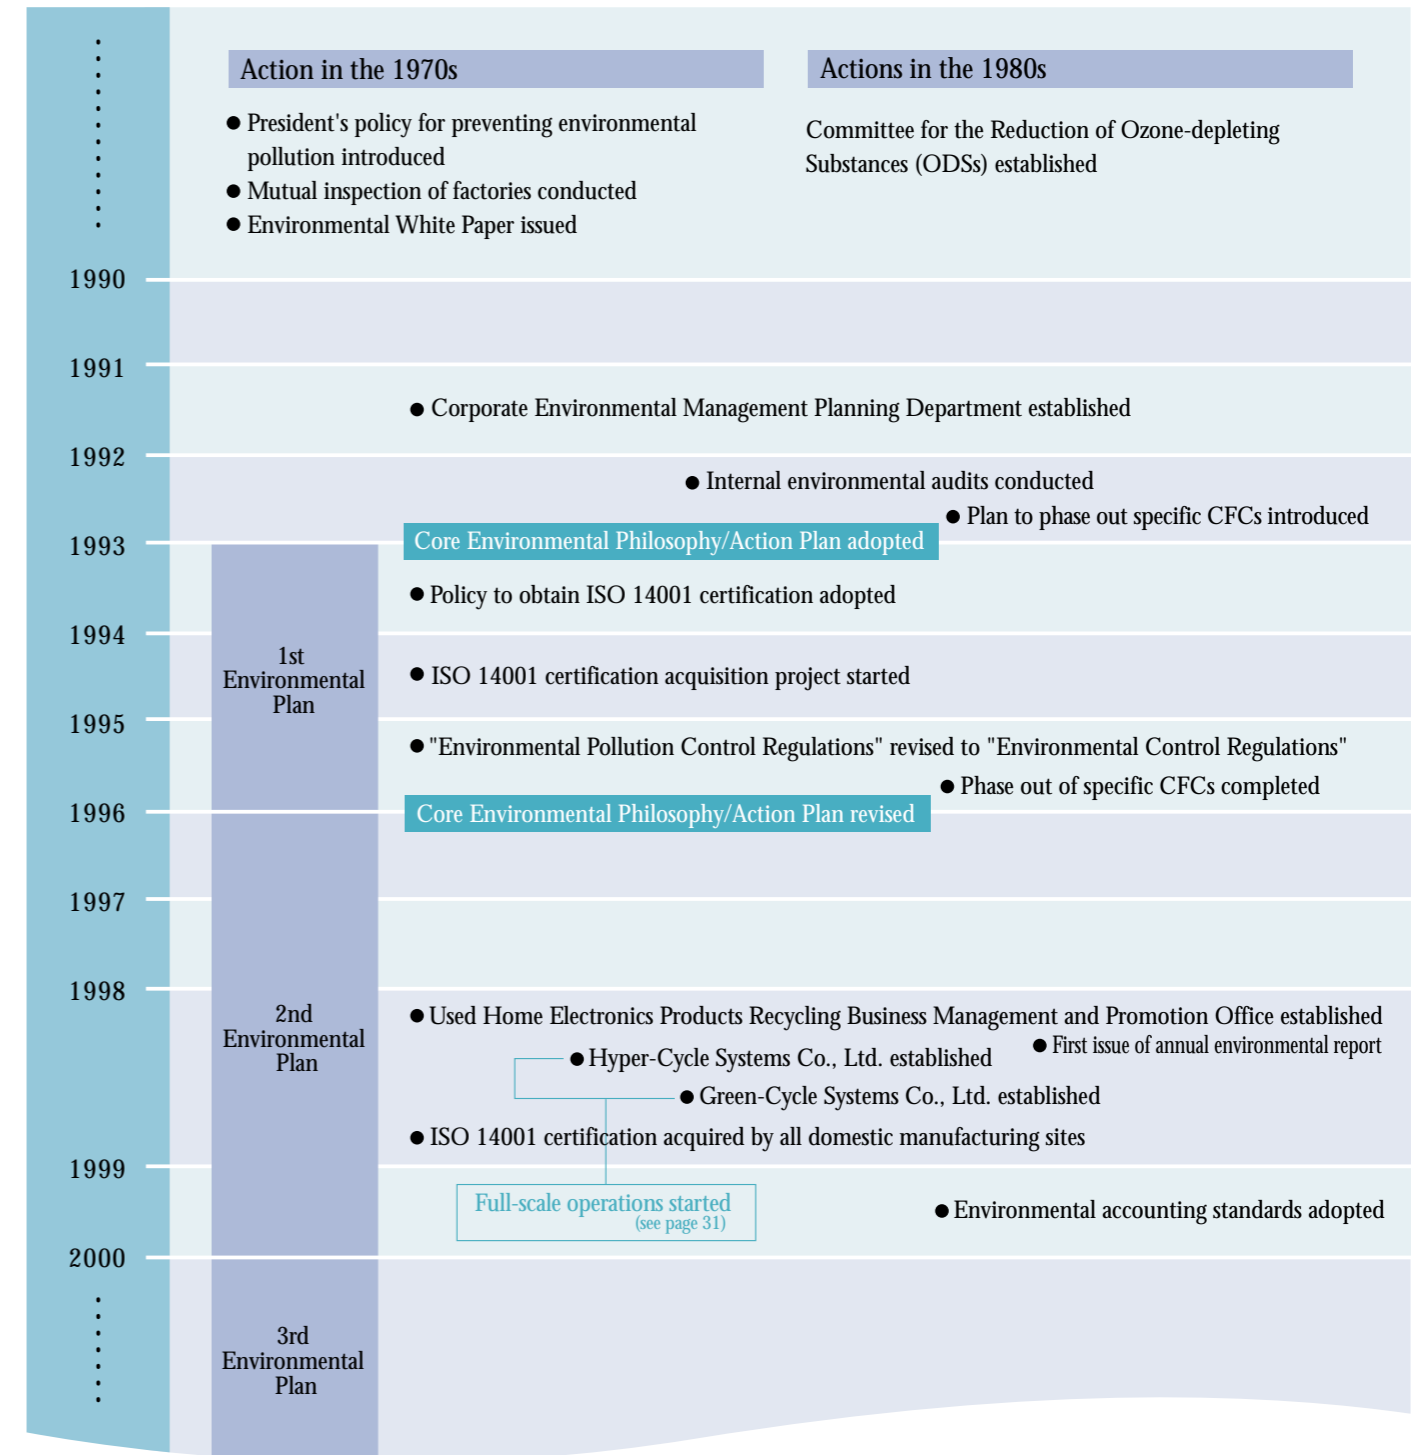 Action in the 1970s
● President's policy for preventing environmental
pollution introduced
● Mutual inspection of factories conducted
● Environmental White Paper issued
Actions in the 1980s
Committee for the Reduction of Ozone-depleting
Substances (ODSs) established
1990
1991
● Corporate Environmental Management Planning Department established
1992
● Internal environmental audits conducted
● Plan to phase out specific CFCs introduced
1993
Core Environmental Philosophy/Action Plan adopted
● Policy to obtain ISO 14001 certification adopted
1994
1st
Environmental
Plan
● ISO 14001 certification acquisition project started
1995
● "Environmental Pollution Control Regulations" revised to "Environmental Control Regulations"
● Phase out of specific CFCs completed
1996
Core Environmental Philosophy/Action Plan revised
1997
1998
2nd
Environmental
Plan
● Used Home Electronics Products Recycling Business Management and Promotion Office established
● First issue of annual environmental report
● Hyper-Cycle Systems Co., Ltd. established
● Green-Cycle Systems Co., Ltd. established
● ISO 14001 certification acquired by all domestic manufacturing sites
1999
Full-scale operations started
(see page 31)
● Environmental accounting standards adopted
2000
3rd
Environmental
Plan